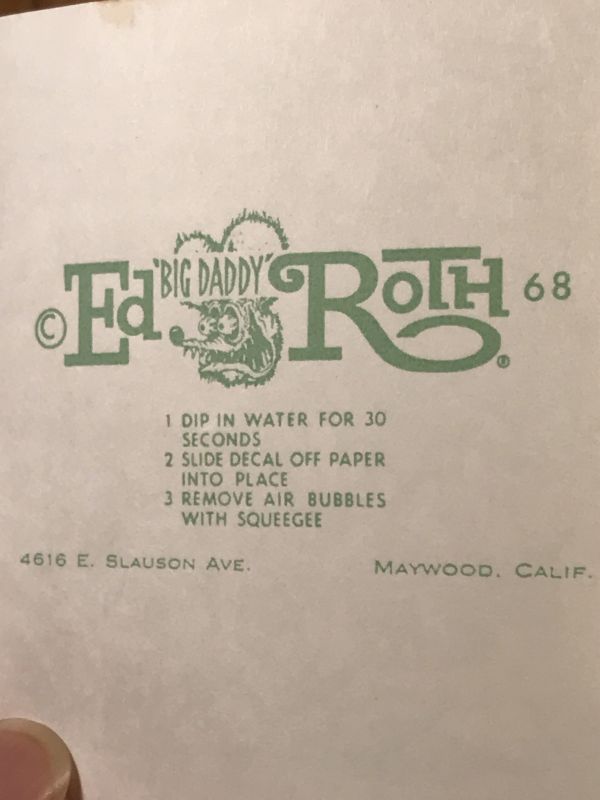 © Ed "BIG DADDY" ROTH ® 68
1 DIP IN WATER FOR 30
SECONDS
2 SLIDE DECAL OFF PAPER
INTO PLACE
3 REMOVE AIR BUBBLES
WITH SQUEEGEE
4616 E. SLAUSON AVE. MAYWOOD. CALIF.